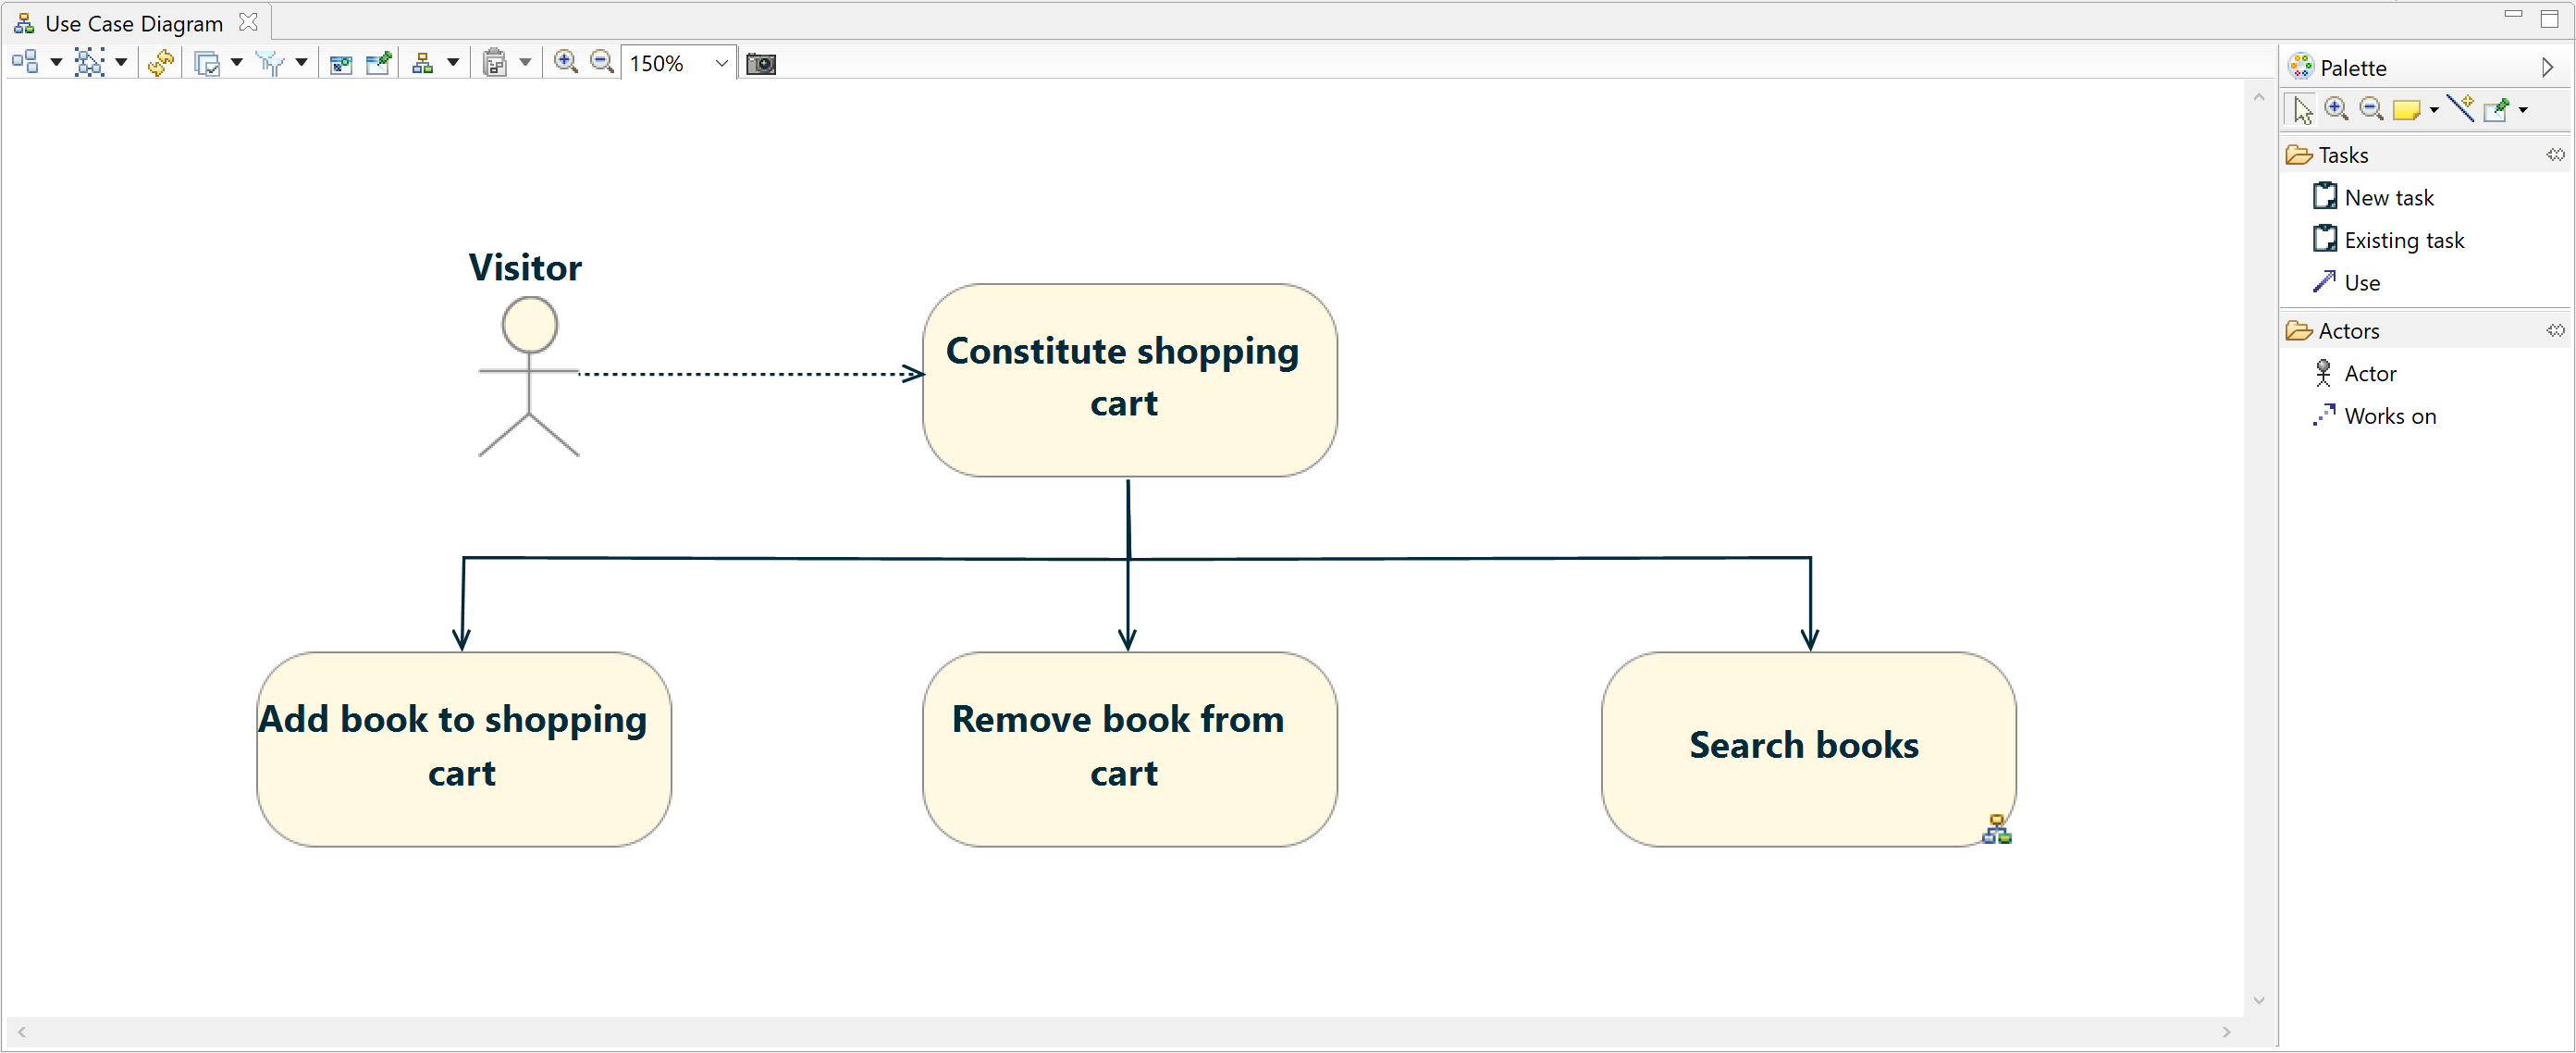 Use Case Diagram
150%
Palette
Tasks
New task
Existing task
Use
Actors
Actor
Works on
Visitor
Constitute shopping
cart
Add book to shopping
cart
Remove book from
cart
Search books